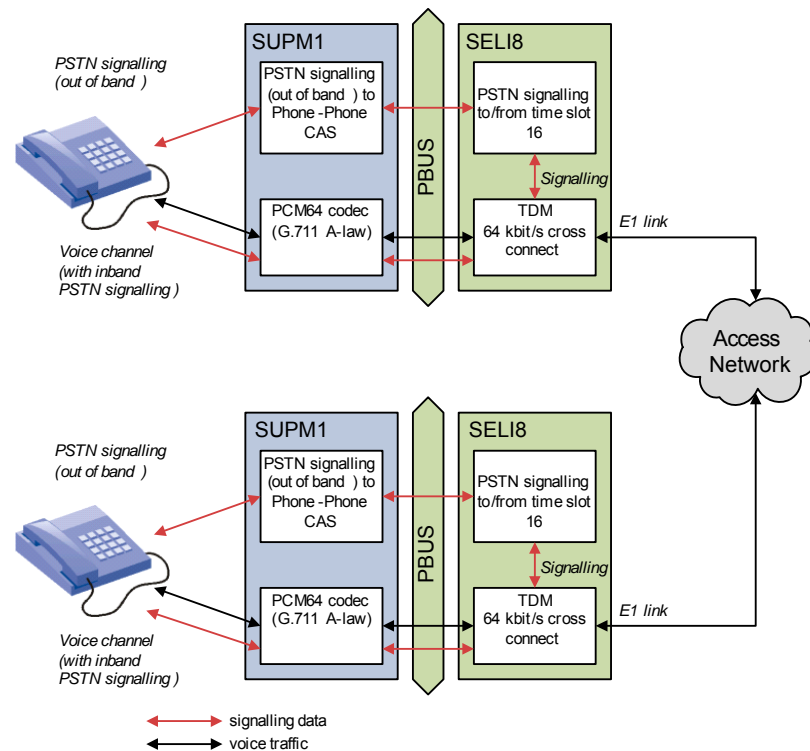 PSTN signalling
(out of band )
SUPM1
PSTN signalling
(out of band ) to
Phone -Phone
CAS
PCM64 codec
(G.711 A-law)
Voice channel
(with inband
PSTN signalling )
PBUS
SELI8
PSTN signalling
to/from time slot
16
Signalling
TDM
64 kbit/s cross
connect
E1 link
Access
Network
PSTN signalling
(out of band )
SUPM1
PSTN signalling
(out of band ) to
Phone -Phone
CAS
PCM64 codec
(G.711 A-law)
Voice channel
(with inband
PSTN signalling )
PBUS
SELI8
PSTN signalling
to/from time slot
16
Signalling
TDM
64 kbit/s cross
connect
E1 link
signalling data
voice traffic